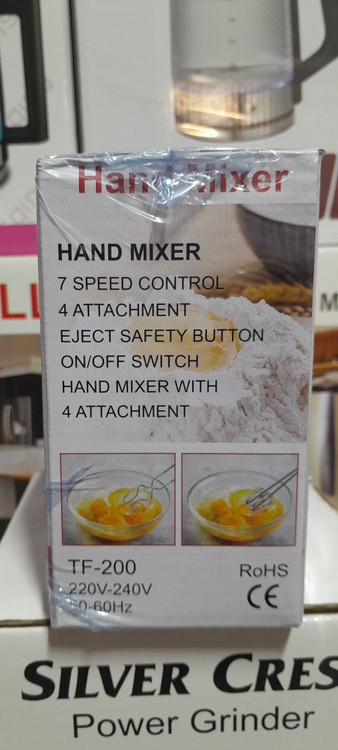 Hand Mixer
HAND MIXER
7 SPEED CONTROL
4 ATTACHMENT
EJECT SAFETY BUTTON
ON/OFF SWITCH
HAND MIXER WITH
4 ATTACHMENT
TF-200
220V-240V
50-60Hz
RoHS
CE
LL
M
SILVER CRES
Power Grinder